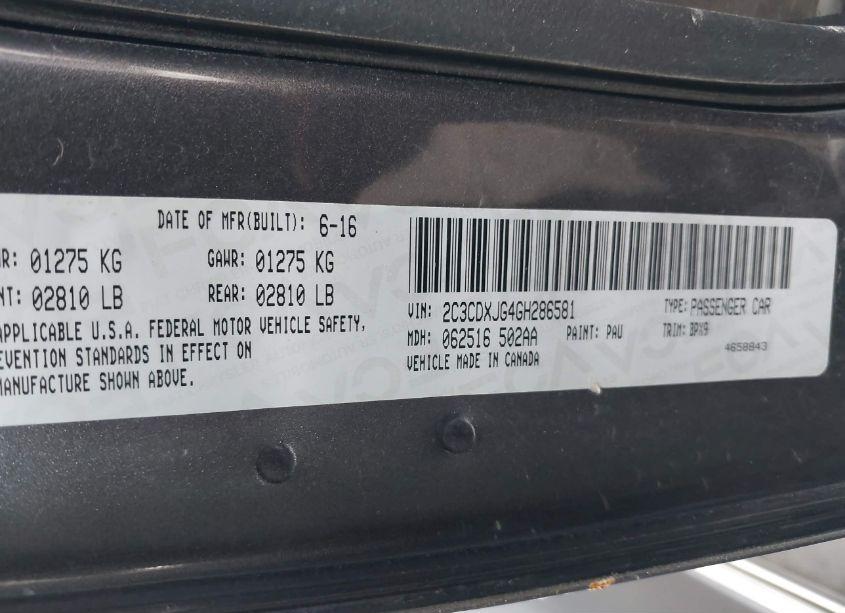 DATE OF MFR(BUILT): 6-16
R: 01275 KG GAWR: 01275 KG
NT: 02810 LB REAR: 02810 LB
APPLICABLE U.S.A. FEDERAL MOTOR VEHICLE SAFETY,
EVENTION STANDARDS IN EFFECT ON
MANUFACTURE SHOWN ABOVE.
VIN: 2C3CDXJG4GH286581 TYPE: PASSENGER CAR
MDH: 062516 502AA PAINT: PAU TRIM: BPX9
VEHICLE MADE IN CANADA 4658843